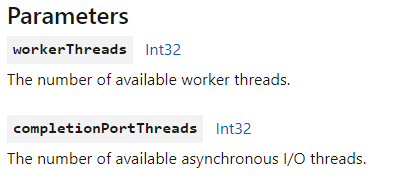 Parameters
workerThreads Int32
The number of available worker threads.
completionPortThreads Int32
The number of available asynchronous I/O threads.